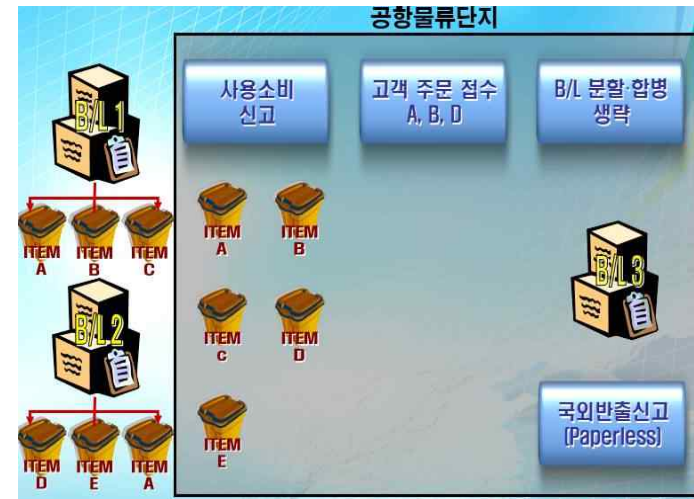 공항물류단지
B/L 1
ITEM A
ITEM B
ITEM C
B/L 2
ITEM D
ITEM E
ITEM A
사용소비
신고
고객 주문 접수
A, B, D
B/L 분할·합병
생략
ITEM A
ITEM B
ITEM C
ITEM D
ITEM E
B/L 3
국외반출신고
(Paperless)